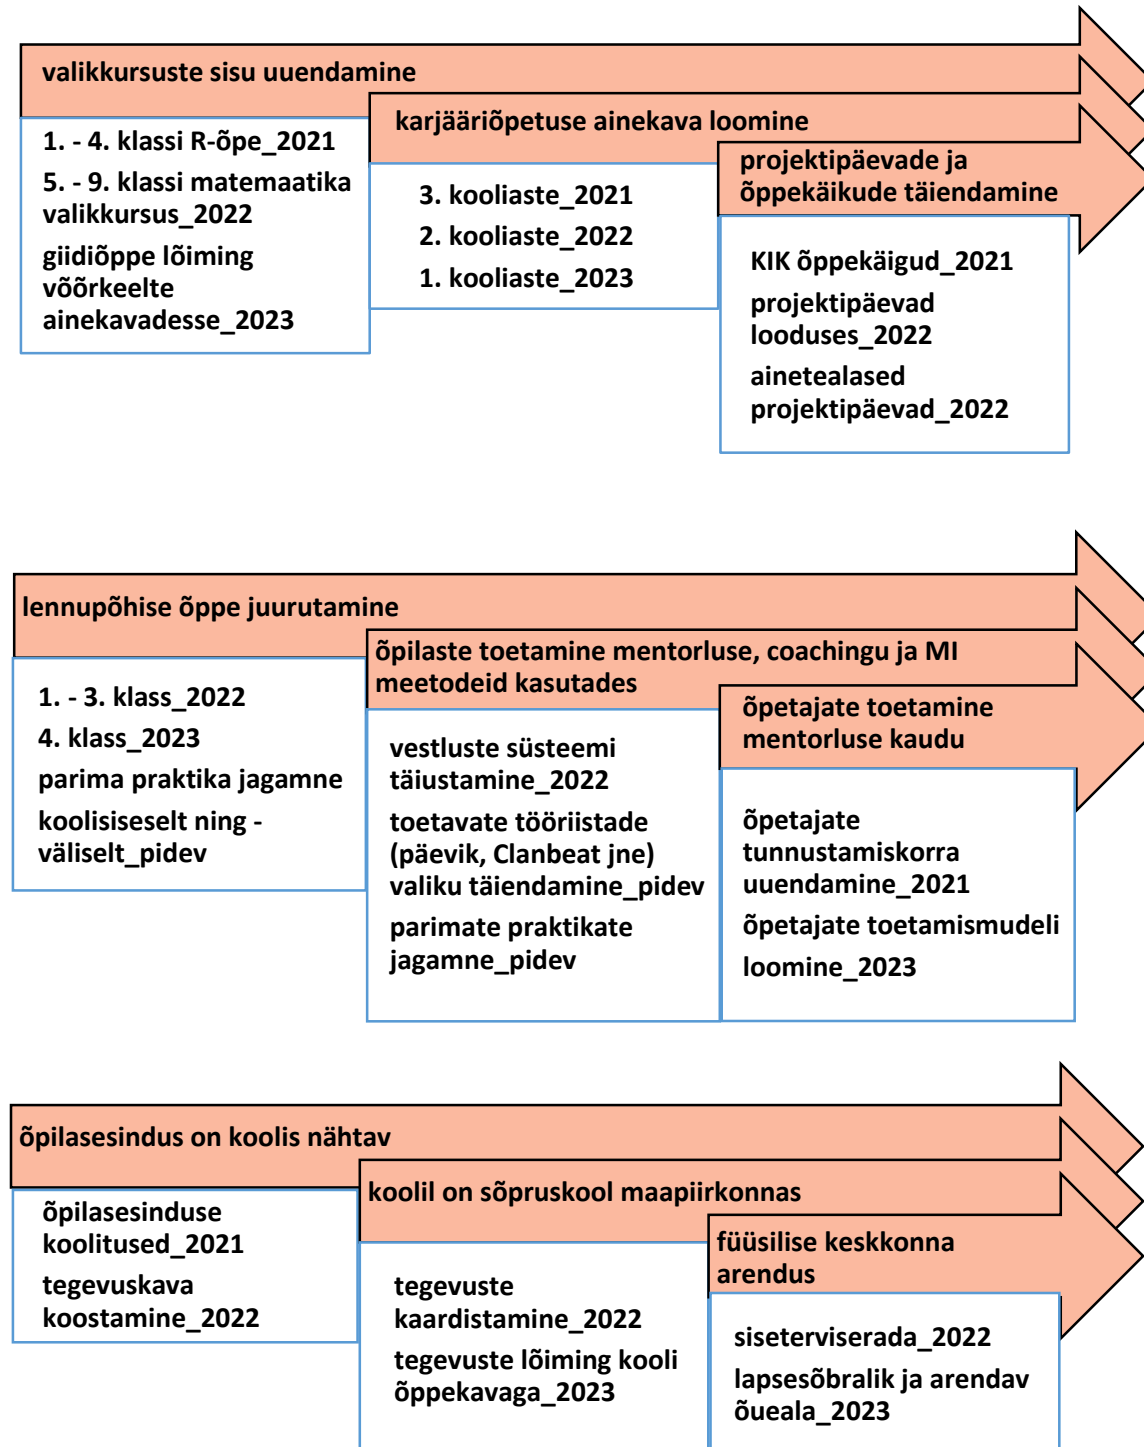 valikkursuste sisu uuendamine
1. - 4. klassi R-õpe_2021
5. - 9. klassi matemaatika
valikkursus_2022
giidiõppe lõiming
võõrkeelte
ainekavadesse_2023
karjääriõpetuse ainekava loomine
3. kooliaste_2021
2. kooliaste_2022
1. kooliaste_2023
projektipäevade ja
õppekäikude täiendamine
KIK õppekäigud_2021
projektipäevad
looduses_2022
ainetealased
projektipäevad_2022
lennupõhise õppe juurutamine
1. - 3. klass_2022
4. klass_2023
parima praktika jagamne
koolisiseselt ning -
väliselt_pidev
õpilaste toetamine mentorluse, coachingu ja MI
meetodeid kasutades
vestluste süsteemi
täiustamine_2022
toetavate tööriistade
(päevik, Clanbeat jne)
valiku täiendamine_pidev
parimate praktikate
jagamne_pidev
õpetajate toetamine
mentorluse kaudu
õpetajate
tunnustamiskorra
uuendamine_2021
õpetajate toetamismudeli
loomine_2023
õpilasesindus on koolis nähtav
õpilasesinduse
koolitused_2021
tegevuskava
koostamine_2022
koolil on sõpruskool maapiirkonnas
tegevuste
kaardistamine_2022
tegevuste lõiming kooli
õppekavaga_2023
füüsilise keskkonna
arendus
siseterviserada_2022
lapsesõbralik ja arendav
õueala_2023